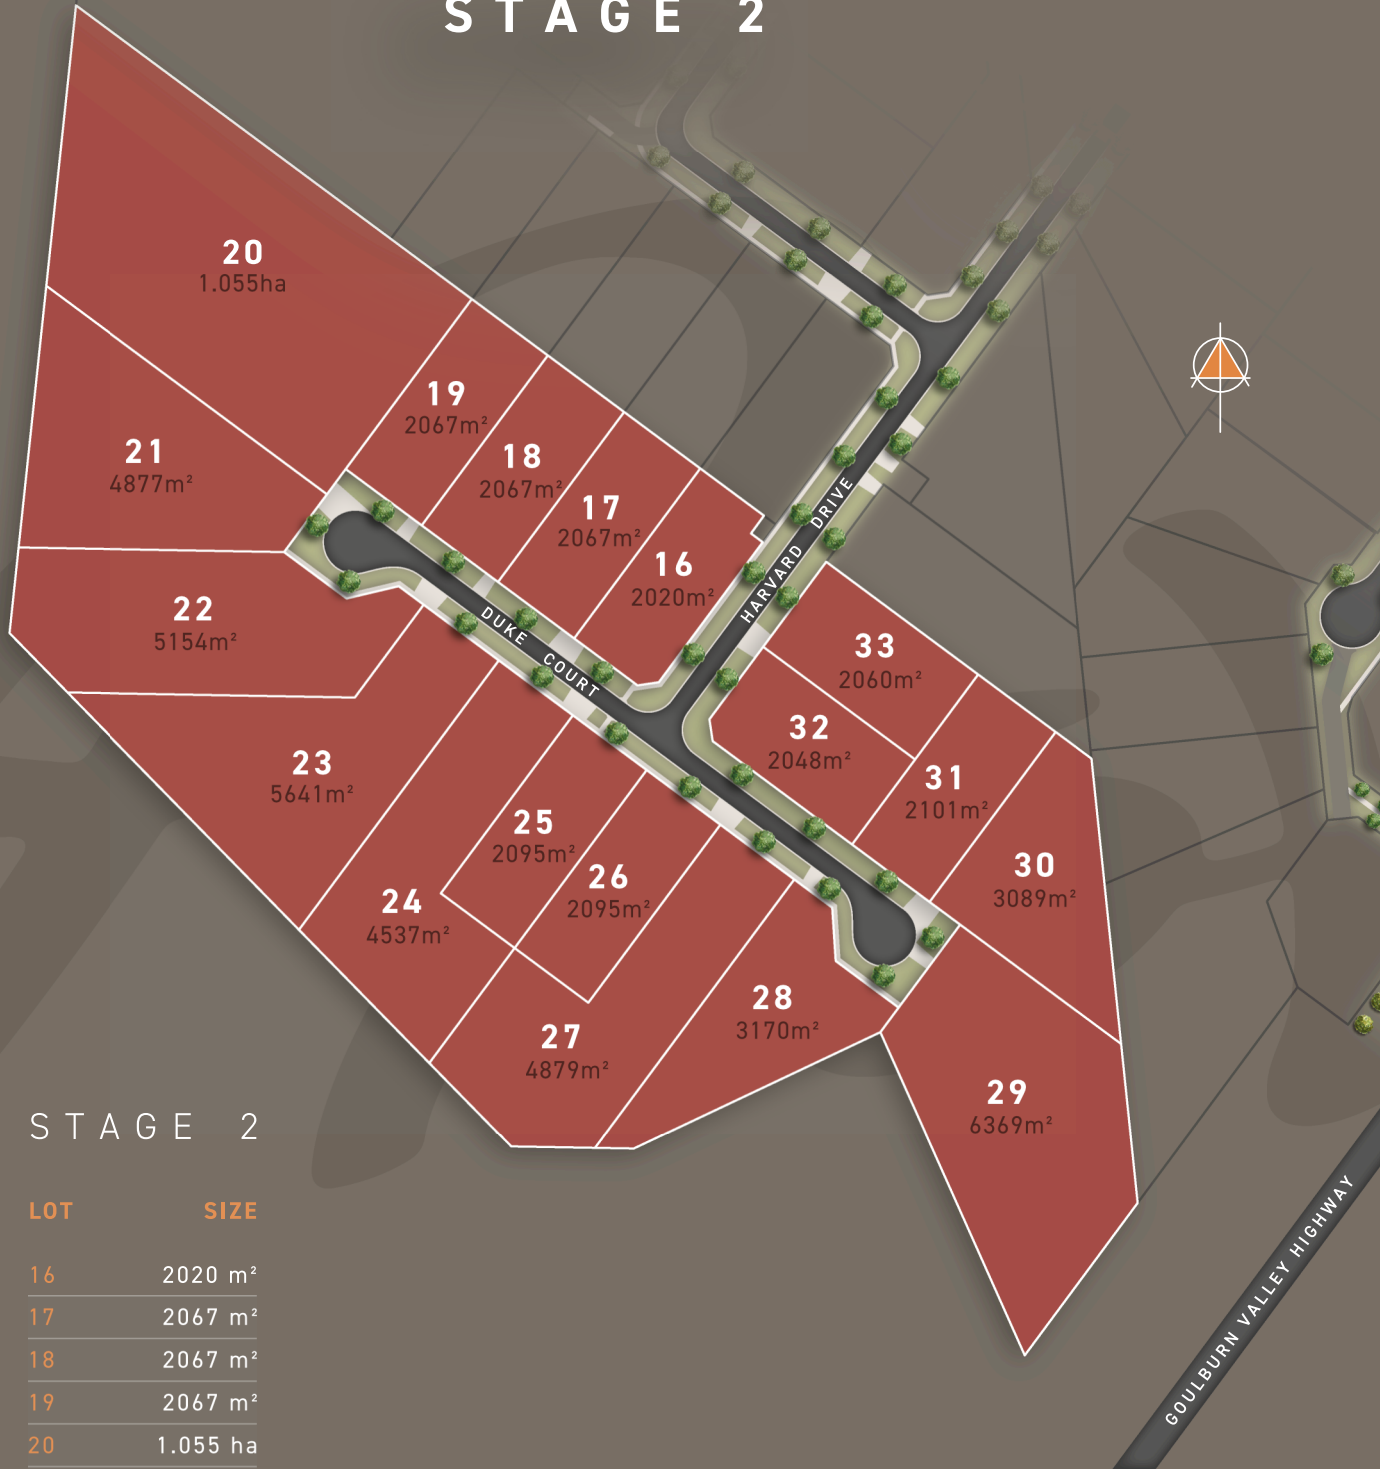 STAGE 2
20
1.055ha
19
2067m²
18
2067m²
17
2067m²
16
2020m²
21
4877m²
22
5154m²
DUKE COURT
HARVARD DRIVE
33
2060m²
32
2048m²
31
2101m²
30
3089m²
23
5641m²
25
2095m²
26
2095m²
24
4537m²
28
3170m²
27
4879m²
29
6369m²
GOULBURN VALLEY HIGHWAY
STAGE 2
LOT SIZE
16 2020 m²
17 2067 m²
18 2067 m²
19 2067 m²
20 1.055 ha